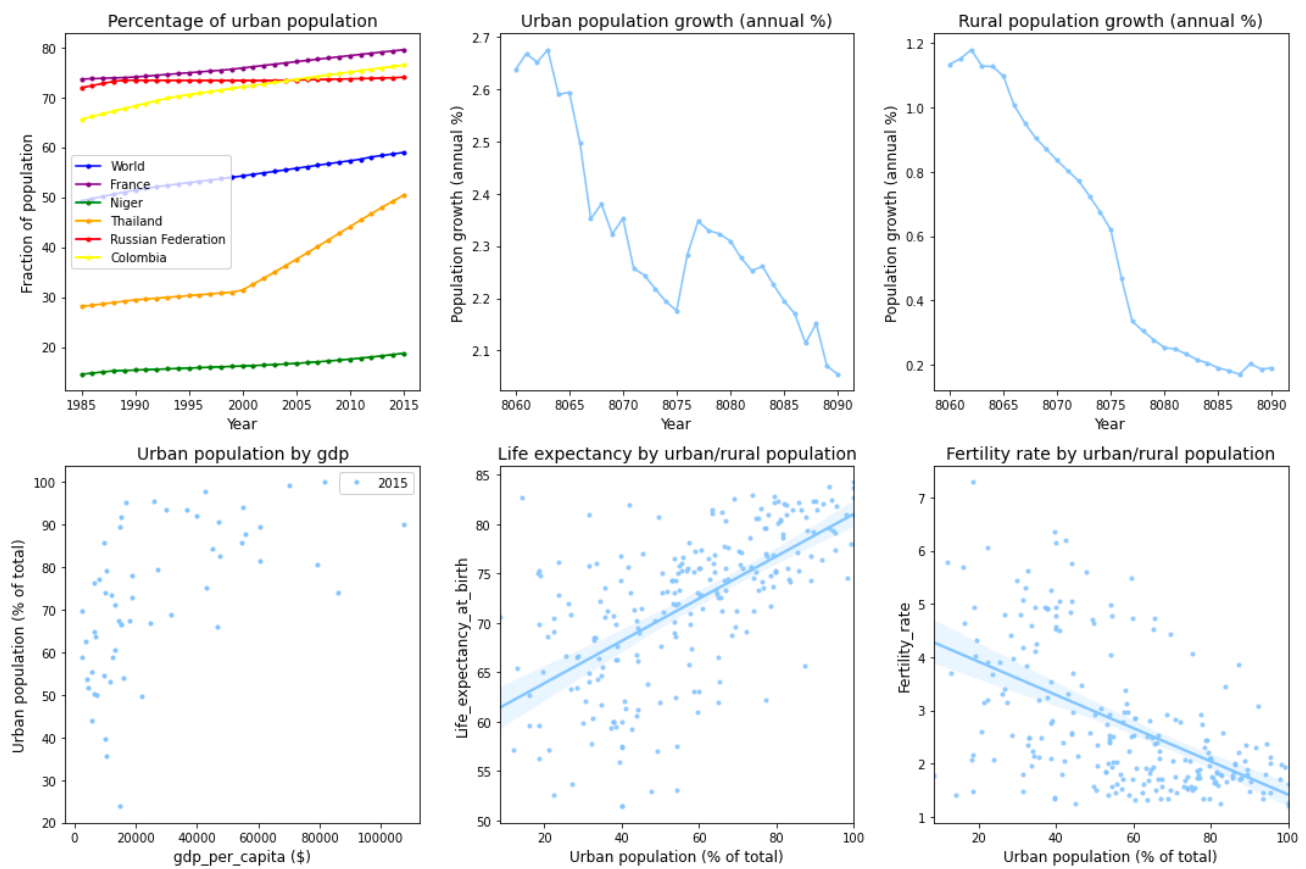 Percentage of urban population
Fraction of population
80
70
60
50
40
30
20
World
France
Niger
Thailand
Russian Federation
Colombia
1985 1990 1995 2000 2005 2010 2015
Year
Urban population growth (annual %)
Population growth (annual %)
2.7
2.6
2.5
2.4
2.3
2.2
2.1
8060 8065 8070 8075 8080 8085 8090
Year
Rural population growth (annual %)
Population growth (annual %)
1.2
1.0
0.8
0.6
0.4
0.2
8060 8065 8070 8075 8080 8085 8090
Year
Urban population by gdp
Urban population (% of total)
100
90
80
70
60
50
40
30
20
2015
0 20000 40000 60000 80000 100000
gdp_per_capita ($)
Life expectancy by urban/rural population
Life_expectancy_at_birth
85
80
75
70
65
60
55
50
20 40 60 80 100
Urban population (% of total)
Fertility rate by urban/rural population
Fertility_rate
7
6
5
4
3
2
1
20 40 60 80 100
Urban population (% of total)